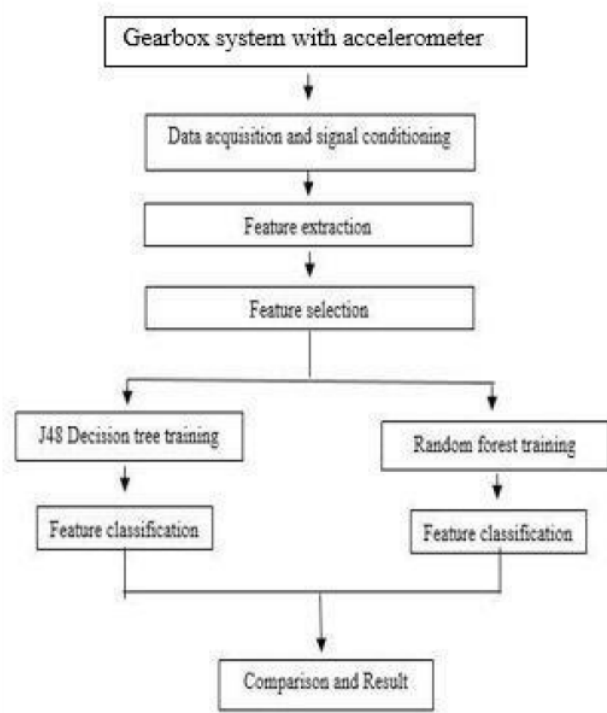 Gearbox system with accelerometer
Data acquisition and signal conditioning
Feature extraction
Feature selection
J48 Decision tree training
Random forest training
Feature classification
Feature classification
Comparison and Result